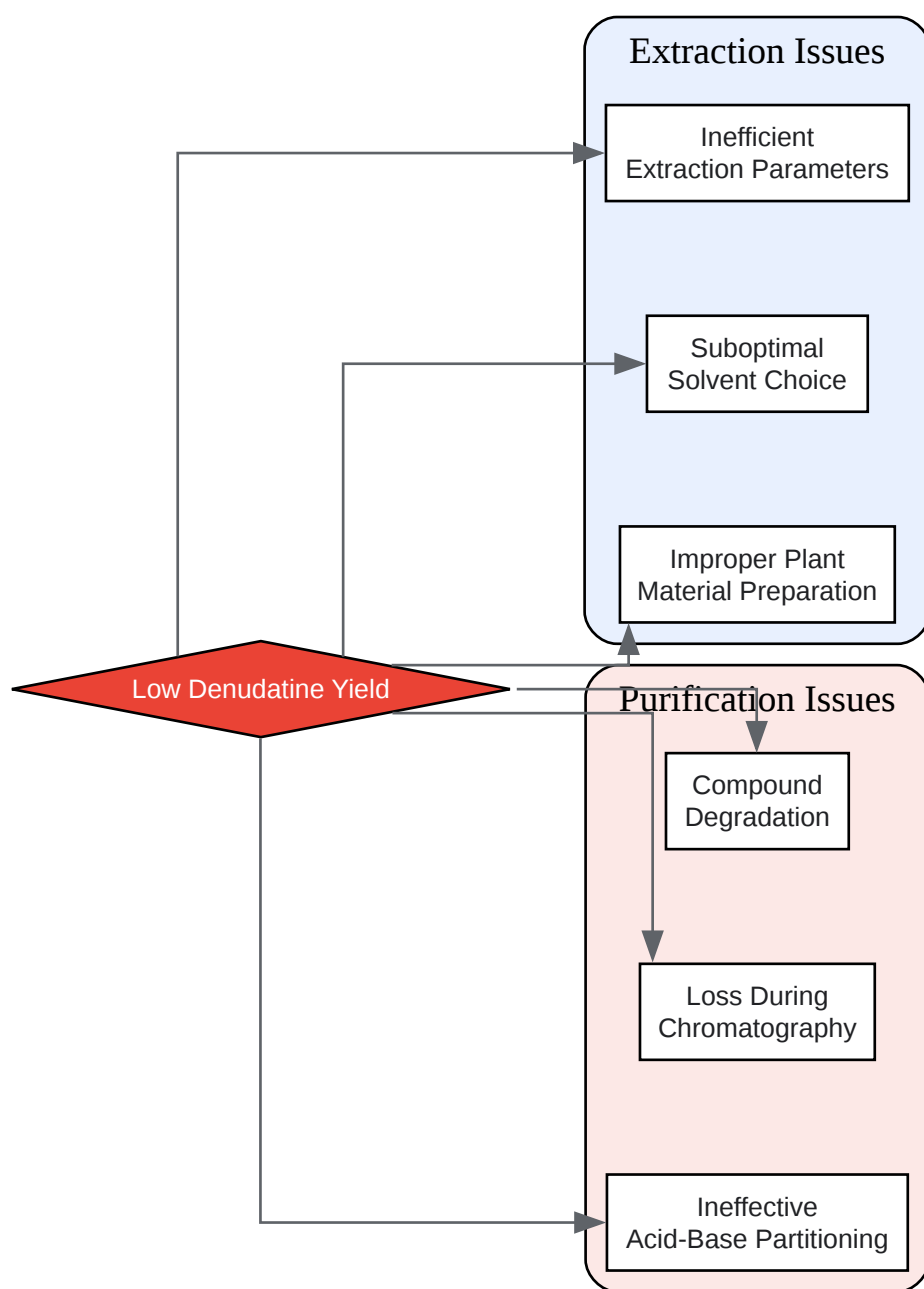 Extraction Issues
Inefficient
Extraction Parameters
Suboptimal
Solvent Choice
Improper Plant
Material Preparation
Low Denudatine Yield
Purification Issues
Compound
Degradation
Loss During
Chromatography
Ineffective
Acid-Base Partitioning